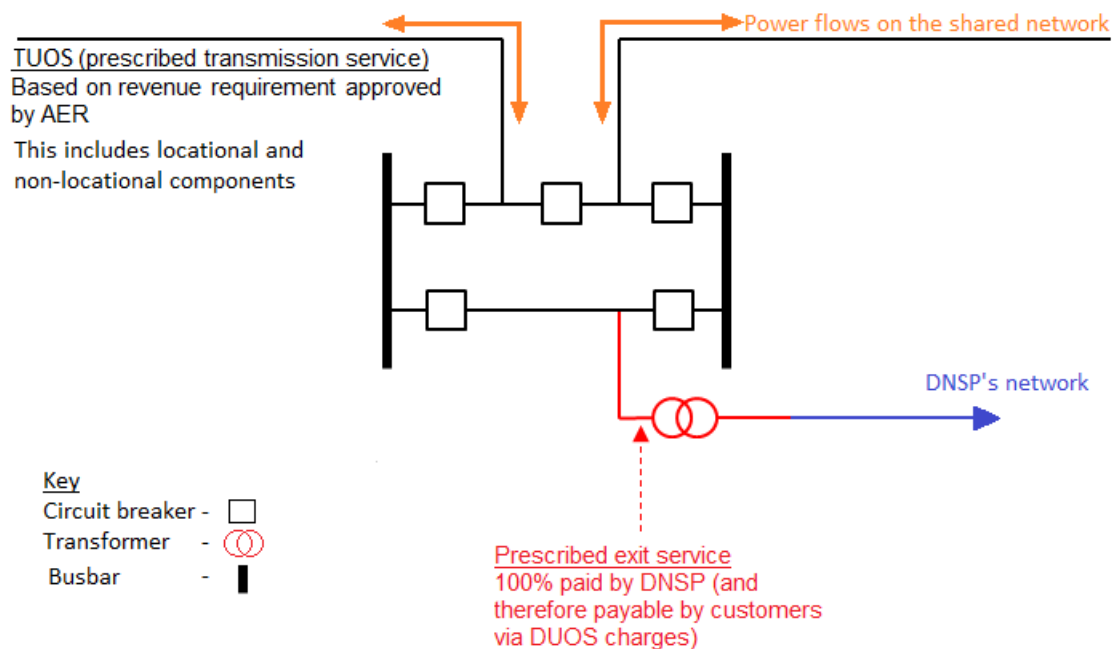 Power flows on the shared network
TUOS (prescribed transmission service)
Based on revenue requirement approved
by AER
This includes locational and
non-locational components
DNSP's network
Key
Circuit breaker -
Transformer -
Busbar -
Prescribed exit service
100% paid by DNSP (and
therefore payable by customers
via DUOS charges)